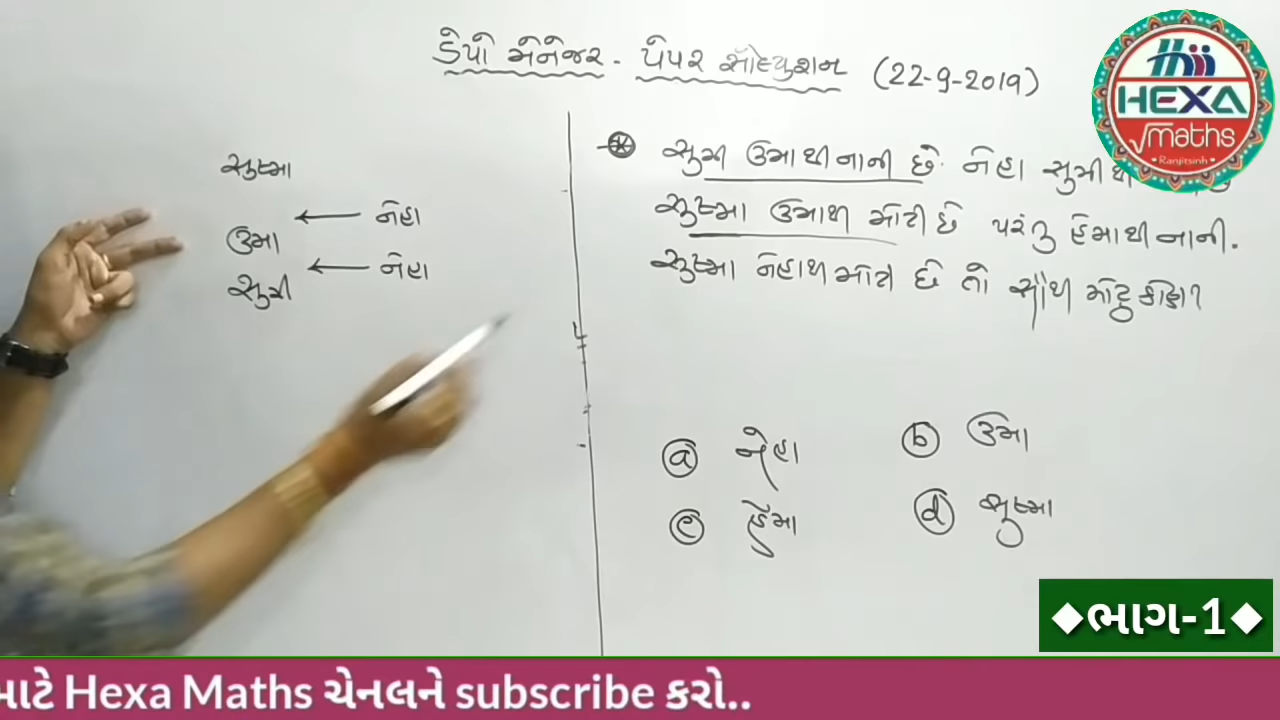 ડેપો મેનેજર - પેપર સૉલ્યુશન (22-9-2019)
HEXA
maths
• Ranjitsinh •
સુષ્મા
નેહા
ઉમા
સુશ્રી
નેહા
સુશ્રી ઉમાથી નાની છે. નેહા સુશ્રીથી
સુષ્મા ઉમાથી મોટી છે પરંતુ હેમાથી નાની.
સુષ્મા નેહાથી મોટી છે તો સૌથી મોટુ કોણ?
a નેહા
b ઉમા
c હેમા
d સુષ્મા
◆ભાગ-1◆
માટે Hexa Maths ચેનલને subscribe કરો..